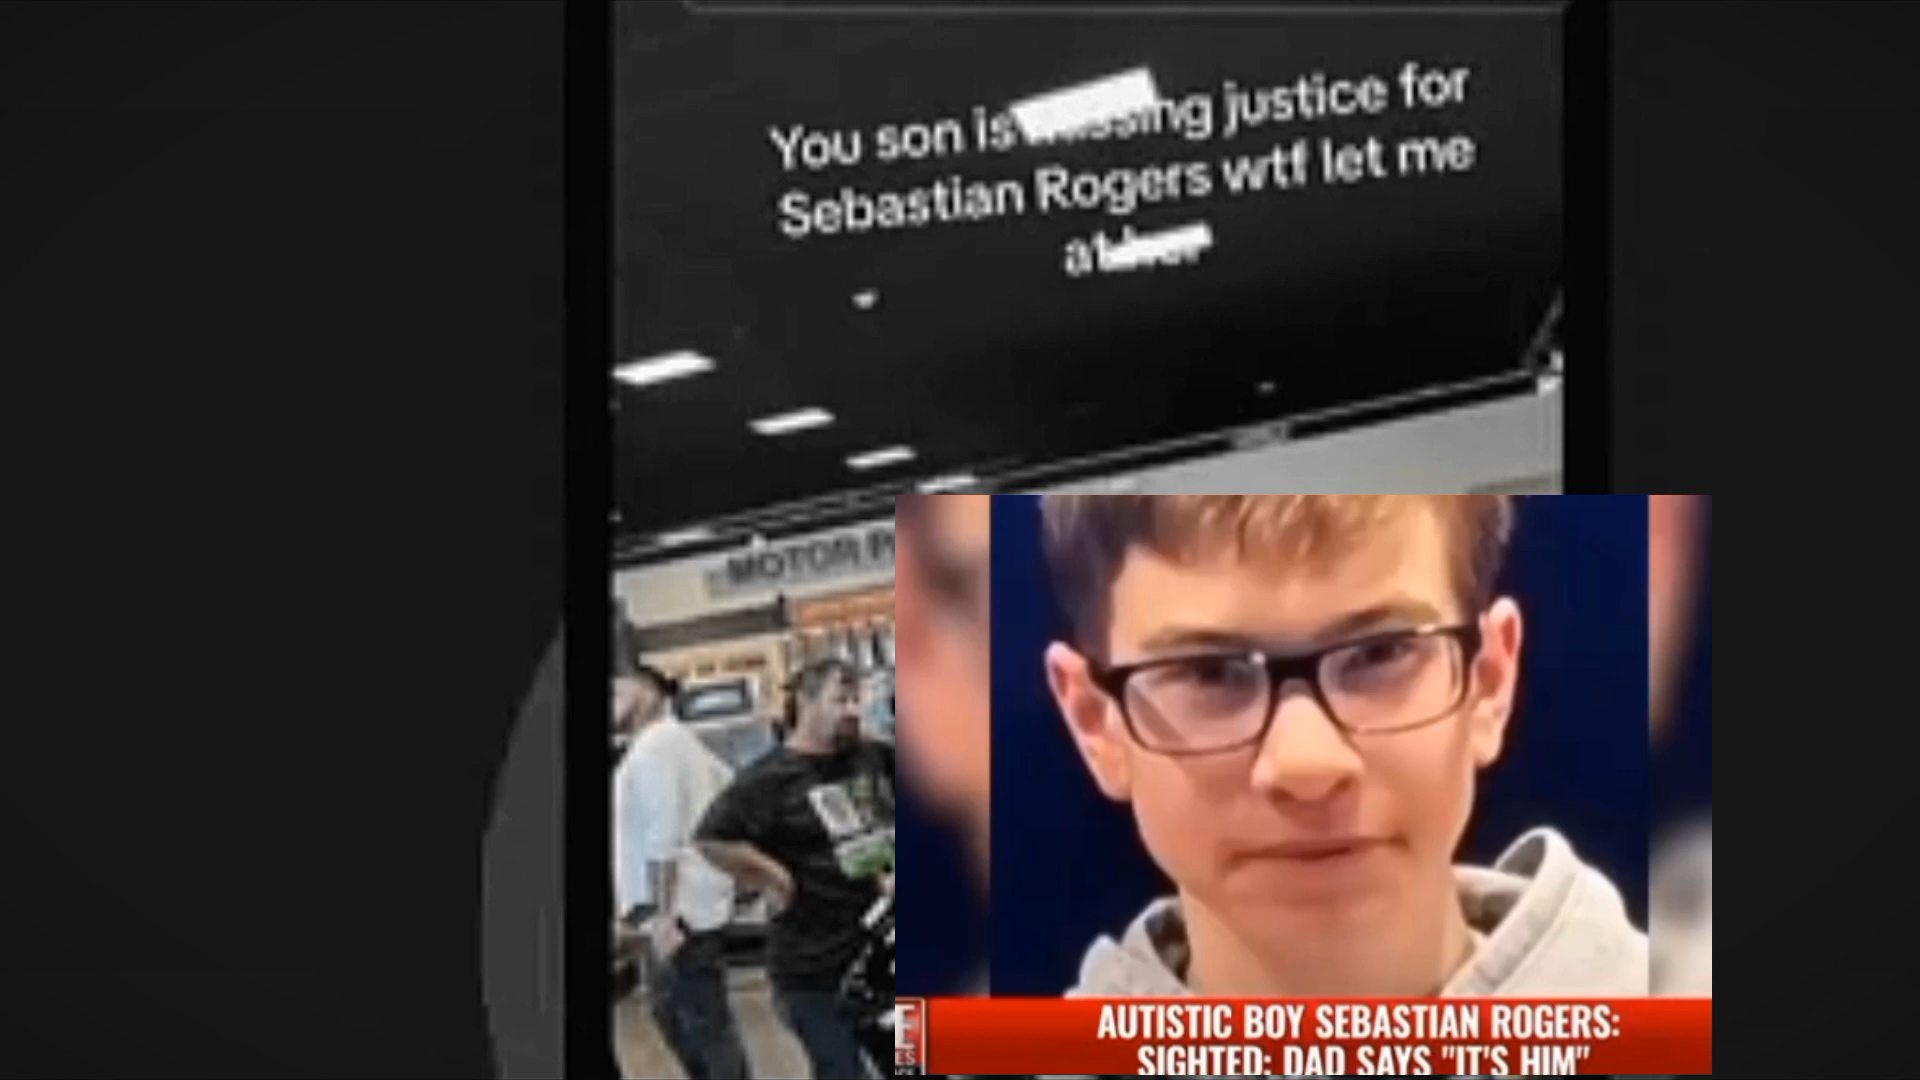 You son is missing justice for
Sebastian Rogers wtf let me
MOTOR
AUTISTIC BOY SEBASTIAN ROGERS:
SIGHTED: DAD SAYS "IT'S HIM"